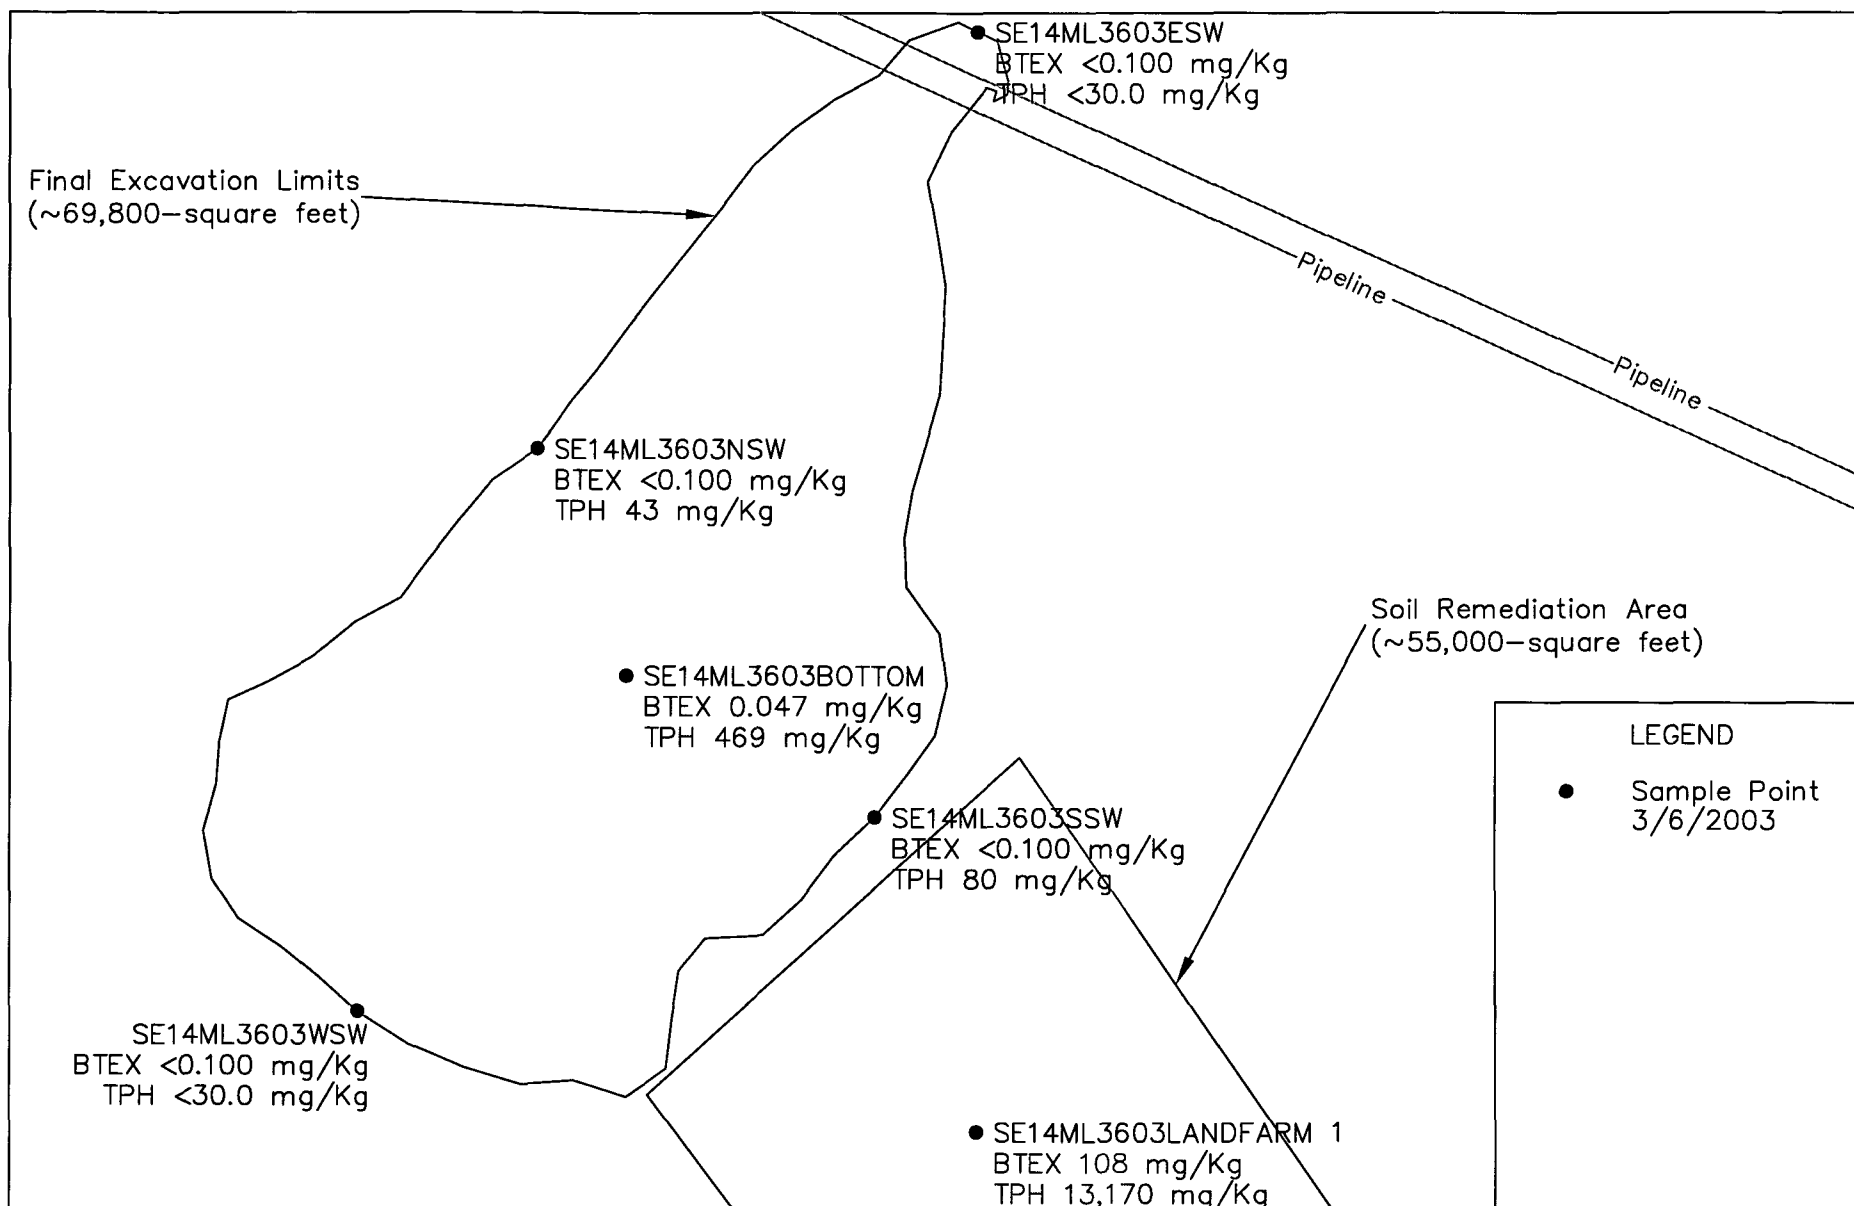 SE14ML3603ESW
BTEX <0.100 mg/Kg
TPH <30.0 mg/Kg
Final Excavation Limits
(~69,800-square feet)
Pipeline
Pipeline
SE14ML3603NSW
BTEX <0.100 mg/Kg
TPH 43 mg/Kg
Soil Remediation Area
(~55,000-square feet)
SE14ML3603BOTTOM
BTEX 0.047 mg/Kg
TPH 469 mg/Kg
LEGEND
Sample Point
3/6/2003
SE14ML3603SSW
BTEX <0.100 mg/Kg
TPH 80 mg/Kg
SE14ML3603WSW
BTEX <0.100 mg/Kg
TPH <30.0 mg/Kg
SE14ML3603LANDFARM 1
BTEX 108 mg/Kg
TPH 13,170 mg/Kg